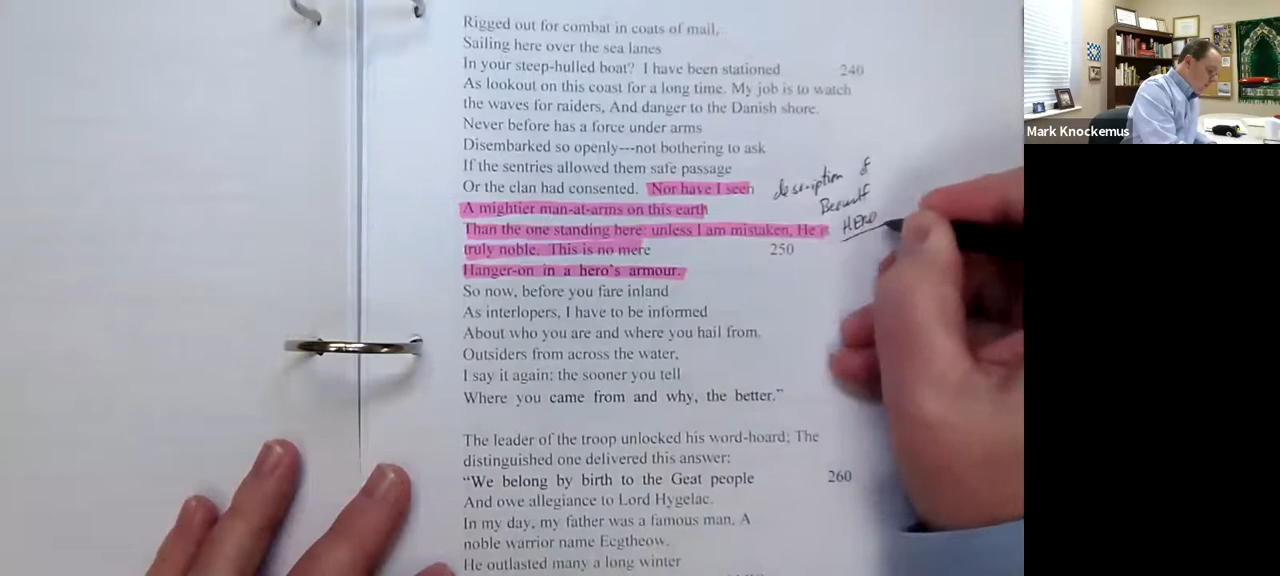 Rigged out for combat in coats of mail,
Sailing here over the sea lanes
In your steep-hulled boat? I have been stationed 240
As lookout on this coast for a long time. My job is to watch
the waves for raiders, And danger to the Danish shore.
Never before has a force under arms
Disembarked so openly---not bothering to ask
If the sentries allowed them safe passage
Or the clan had consented. Nor have I seen
A mightier man-at-arms on this earth
Than the one standing here: unless I am mistaken, He is
truly noble. This is no mere 250
Hanger-on in a hero's armour.
So now, before you fare inland
As interlopers, I have to be informed
About who you are and where you hail from.
Outsiders from across the water,
I say it again: the sooner you tell
Where you came from and why, the better."
The leader of the troop unlocked his word-hoard; The
distinguished one delivered this answer:
"We belong by birth to the Geat people 260
And owe allegiance to Lord Hygelac.
In my day, my father was a famous man, A
noble warrior name Ecgtheow.
He outlasted many a long winter
description of
Beowulf
HERO
Mark Knockemus